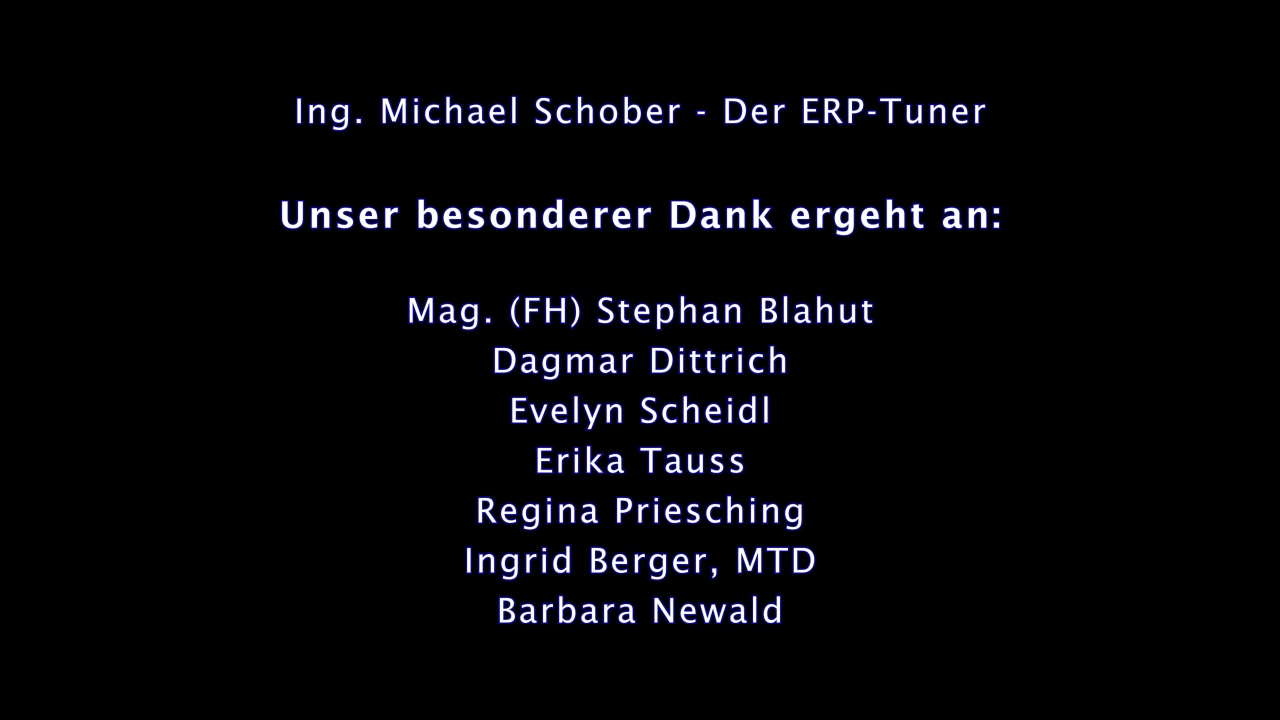 Ing. Michael Schober - Der ERP-Tuner
Unser besonderer Dank ergeht an:
Mag. (FH) Stephan Blahut
Dagmar Dittrich
Evelyn Scheidl
Erika Tauss
Regina Priesching
Ingrid Berger, MTD
Barbara Newald